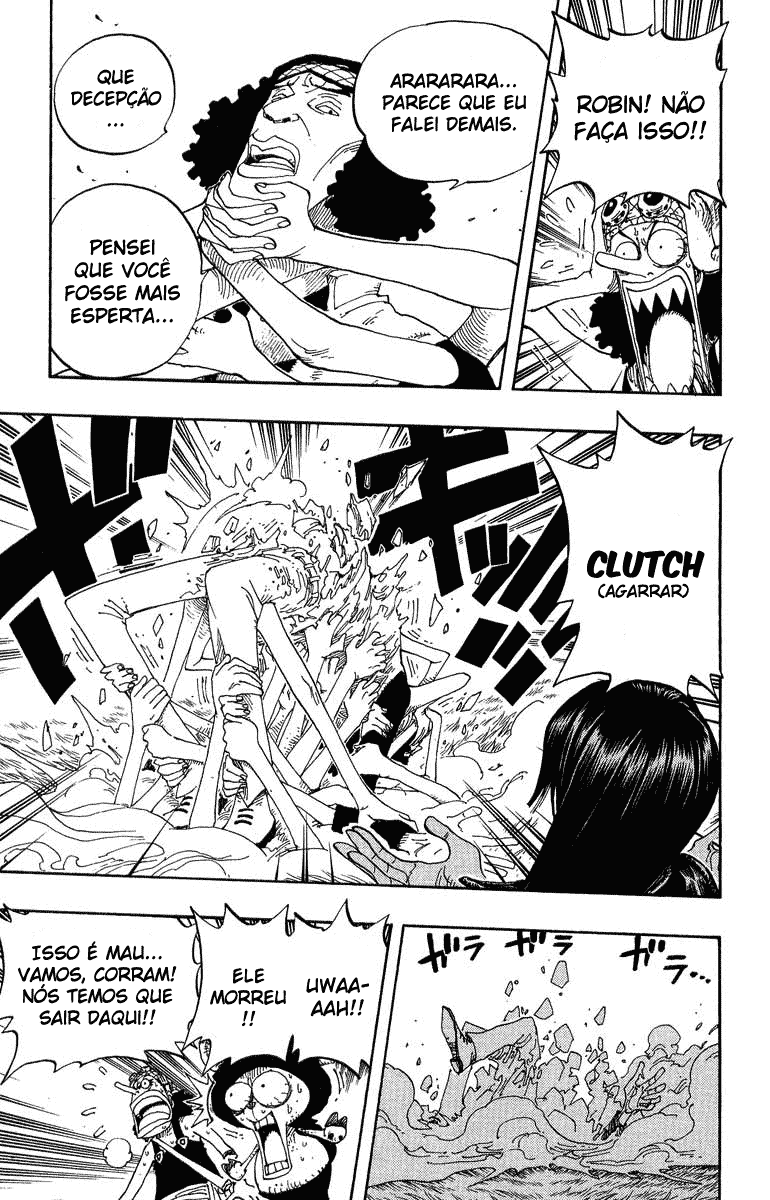 ROBIN! NÃO
FAÇA ISSO!!
ARARARARA...
PARECE QUE EU
FALEI DEMAIS.
QUE
DECEPÇÃO
...
PENSEI
QUE VOCÊ
FOSSE MAIS
ESPERTA...
CLUTCH
(AGARRAR)
ガラ
ガラ
ガラ...
UWAA-
AAH!!
ELE
MORREU
!!
ISSO É MAU...
VAMOS, CORRAM!
NÓS TEMOS QUE
SAIR DAQUI!!